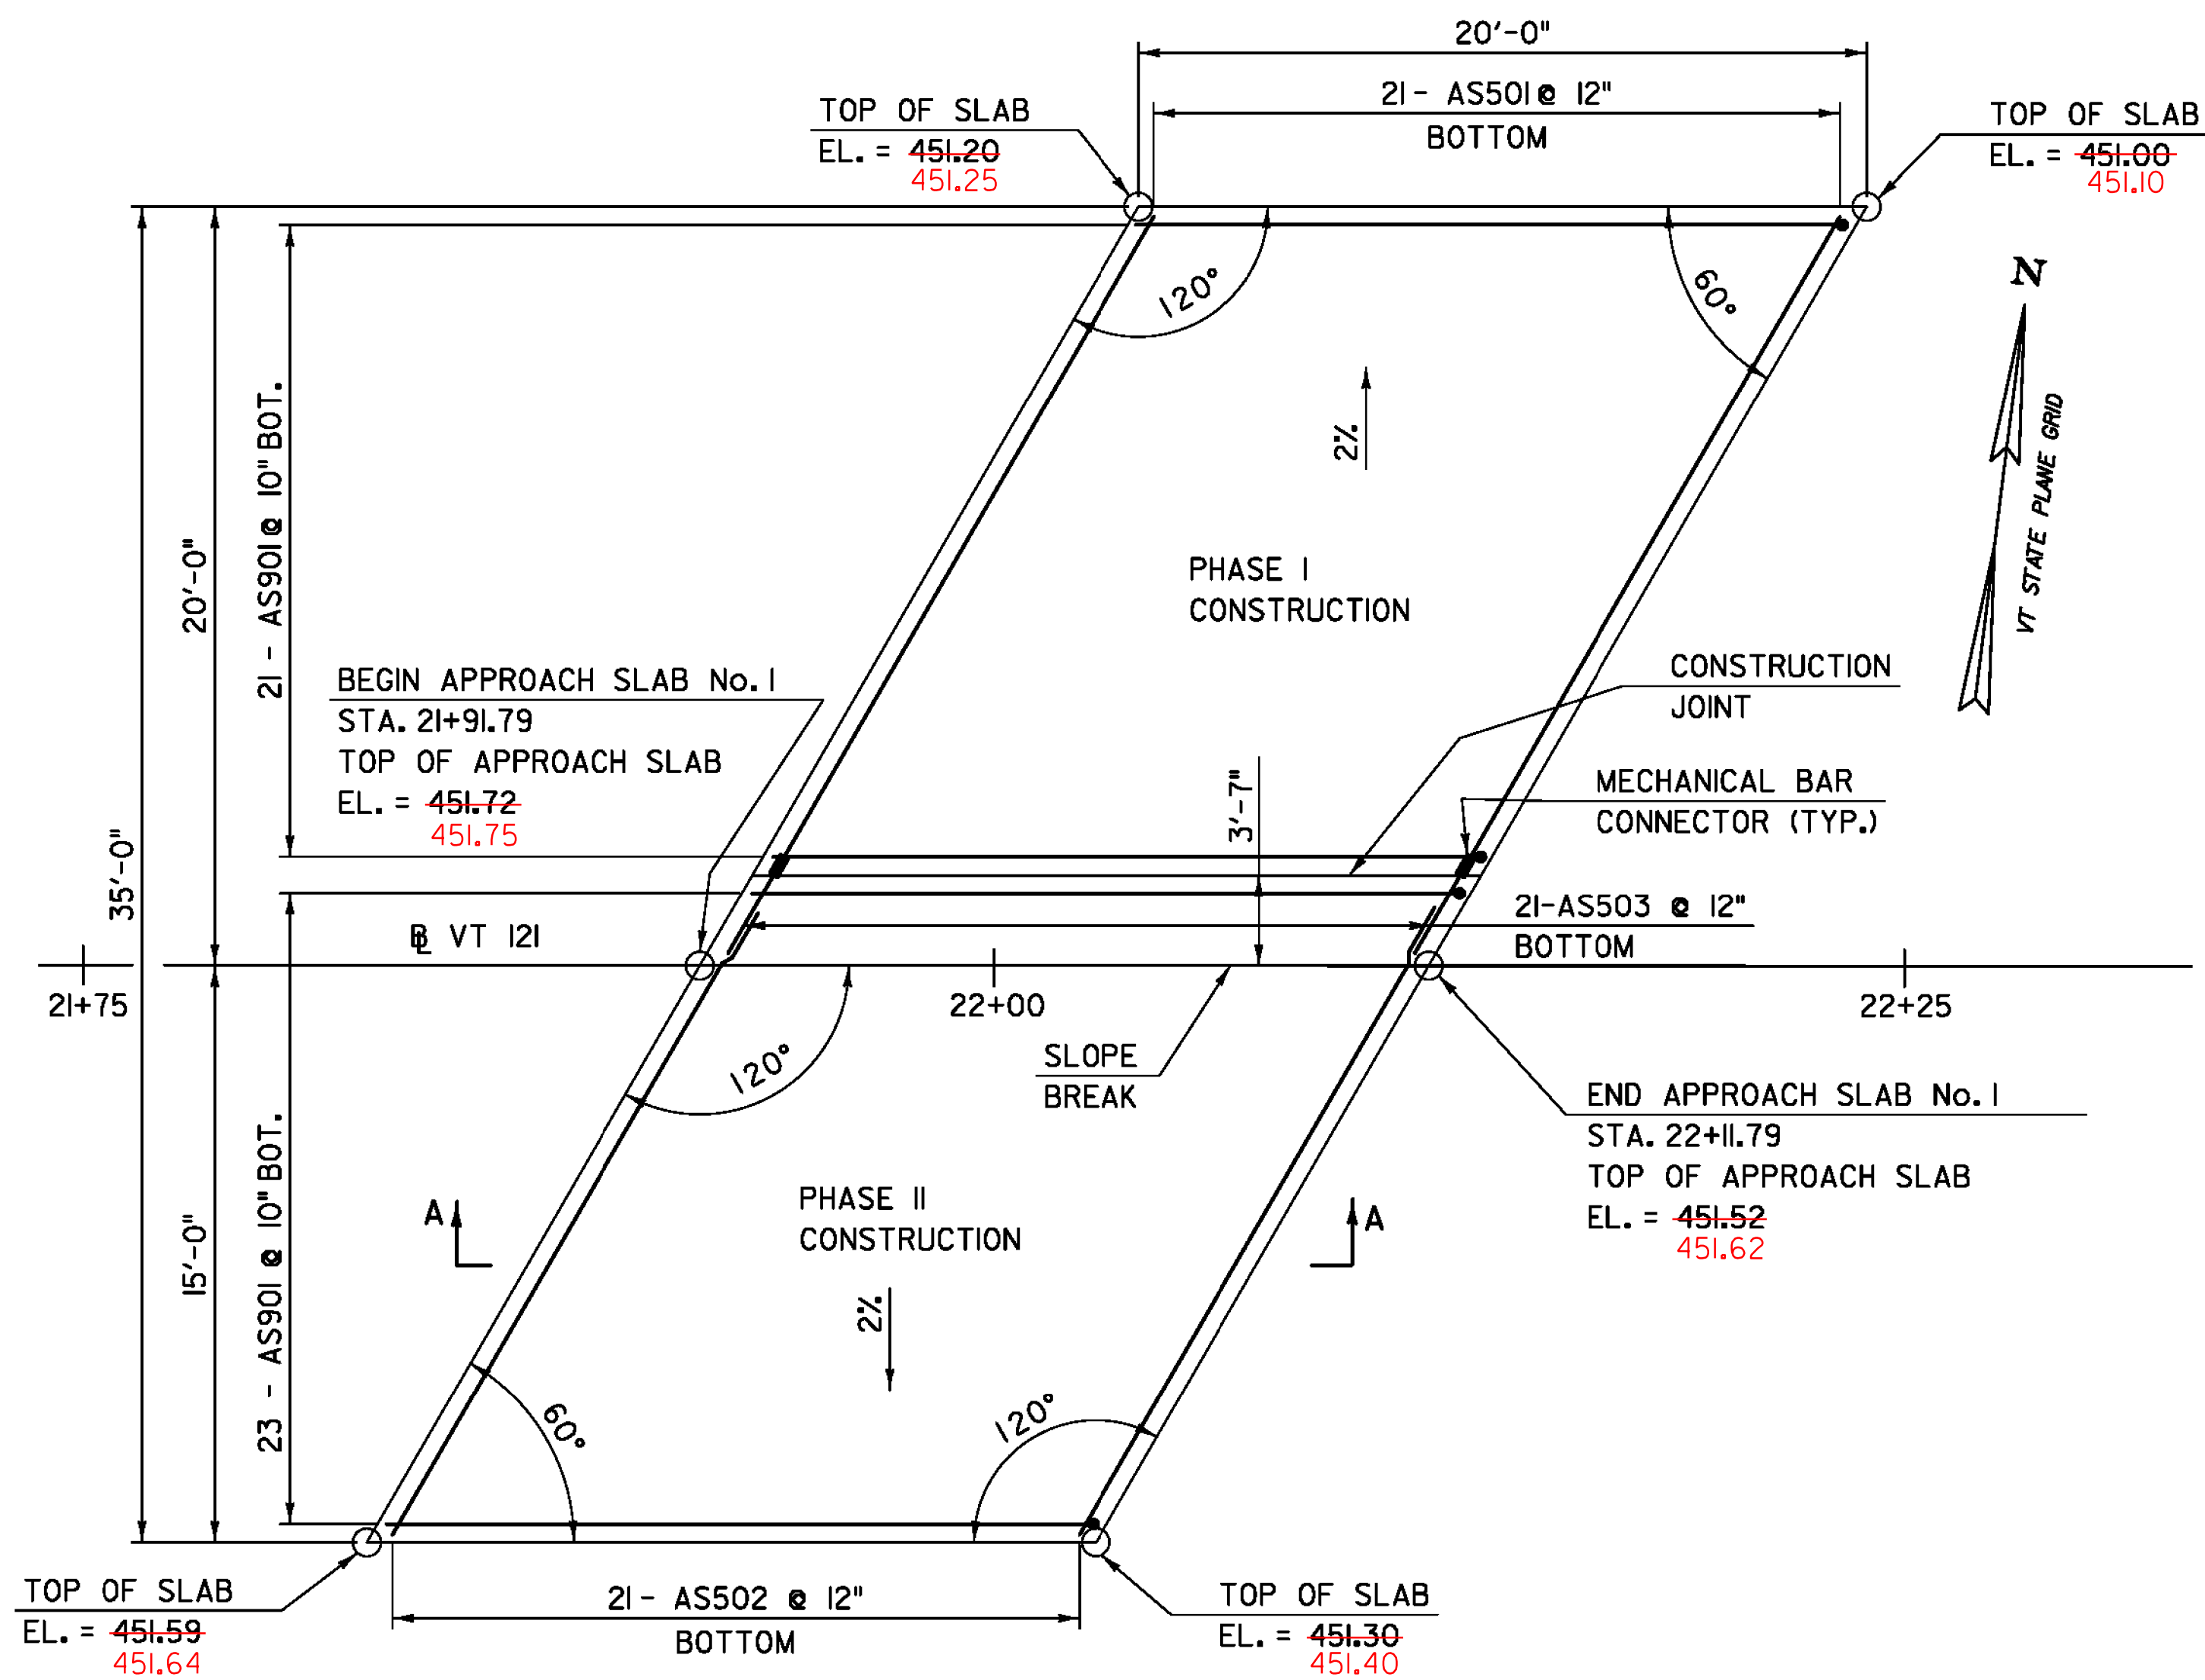 20'-0"
21 - AS501 @ 12"
BOTTOM
TOP OF SLAB
EL. = 451.20
451.25
TOP OF SLAB
EL. = 451.00
451.10
120°
60°
N
VT STATE PLANE GRID
2%
21 - AS901 @ 10" BOT.
20'-0"
35'-0"
PHASE I
CONSTRUCTION
BEGIN APPROACH SLAB No. 1
STA. 21+91.79
TOP OF APPROACH SLAB
EL. = 451.72
451.75
CONSTRUCTION
JOINT
MECHANICAL BAR
CONNECTOR (TYP.)
3'-7"
21-AS503 @ 12"
BOTTOM
BL VT 121
21+75
22+00
22+25
120°
SLOPE
BREAK
END APPROACH SLAB No. 1
STA. 22+11.79
TOP OF APPROACH SLAB
EL. = 451.52
451.62
15'-0"
23 - AS901 @ 10" BOT.
A
A
PHASE II
CONSTRUCTION
2%
60°
120°
TOP OF SLAB
EL. = 451.59
451.64
21 - AS502 @ 12"
BOTTOM
TOP OF SLAB
EL. = 451.30
451.40